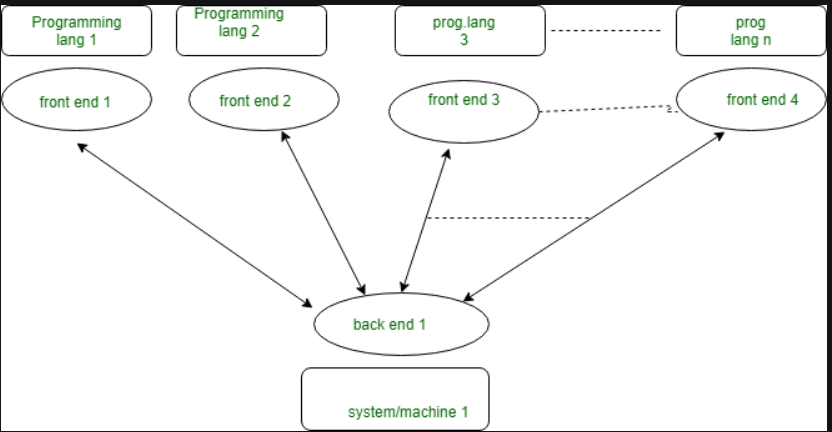 Programming
lang 1
Programming
lang 2
prog.lang
3
prog
lang n
front end 1
front end 2
front end 3
front end 4
back end 1
system/machine 1